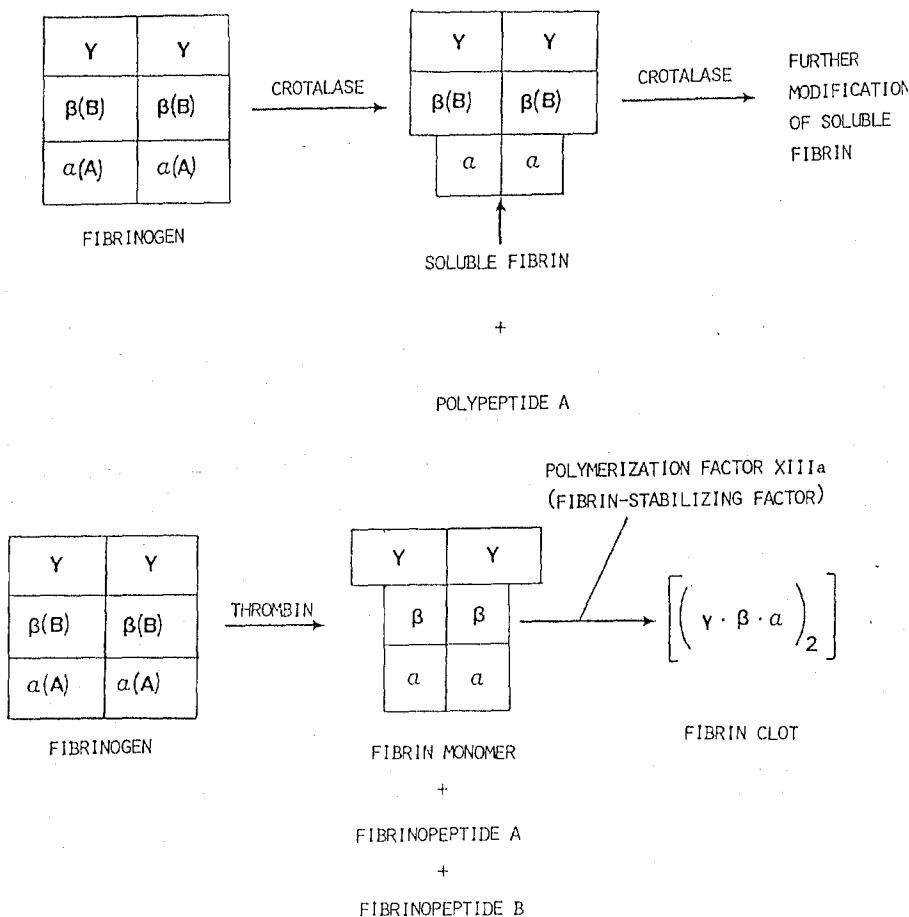 γ γ
β(B) β(B)
α(A) α(A)
FIBRINOGEN
CROTALASE
γ γ
β(B) β(B)
α α
SOLUBLE FIBRIN
+
POLYPEPTIDE A
CROTALASE
FURTHER
MODIFICATION
OF SOLUBLE
FIBRIN
γ γ
β(B) β(B)
α(A) α(A)
FIBRINOGEN
THROMBIN
γ γ
β β
α α
FIBRIN MONOMER
+
FIBRINOPEPTIDE A
+
FIBRINOPEPTIDE B
POLYMERIZATION FACTOR XIIIa
(FIBRIN-STABILIZING FACTOR)
[(γ · β · α)2]
FIBRIN CLOT